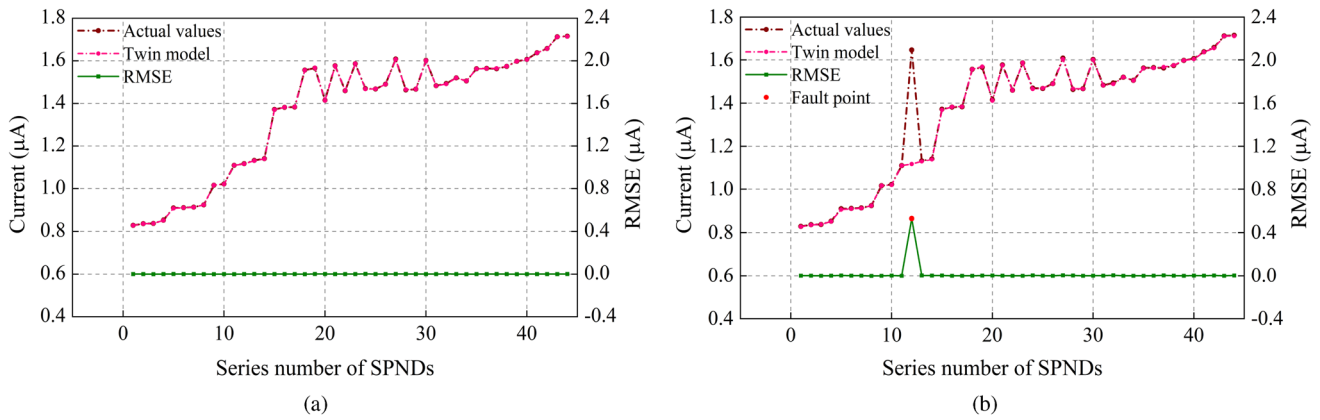 1.8
1.6
1.4
1.2
1.0
0.8
0.6
0.4
Current (μA)
Actual values
Twin model
RMSE
2.4
2.0
1.6
1.2
0.8
0.4
0.0
-0.4
RMSE (μA)
0 10 20 30 40
Series number of SPNDs
(a)
1.8
1.6
1.4
1.2
1.0
0.8
0.6
0.4
Current (μA)
Actual values
Twin model
RMSE
Fault point
2.4
2.0
1.6
1.2
0.8
0.4
0.0
-0.4
RMSE (μA)
0 10 20 30 40
Series number of SPNDs
(b)